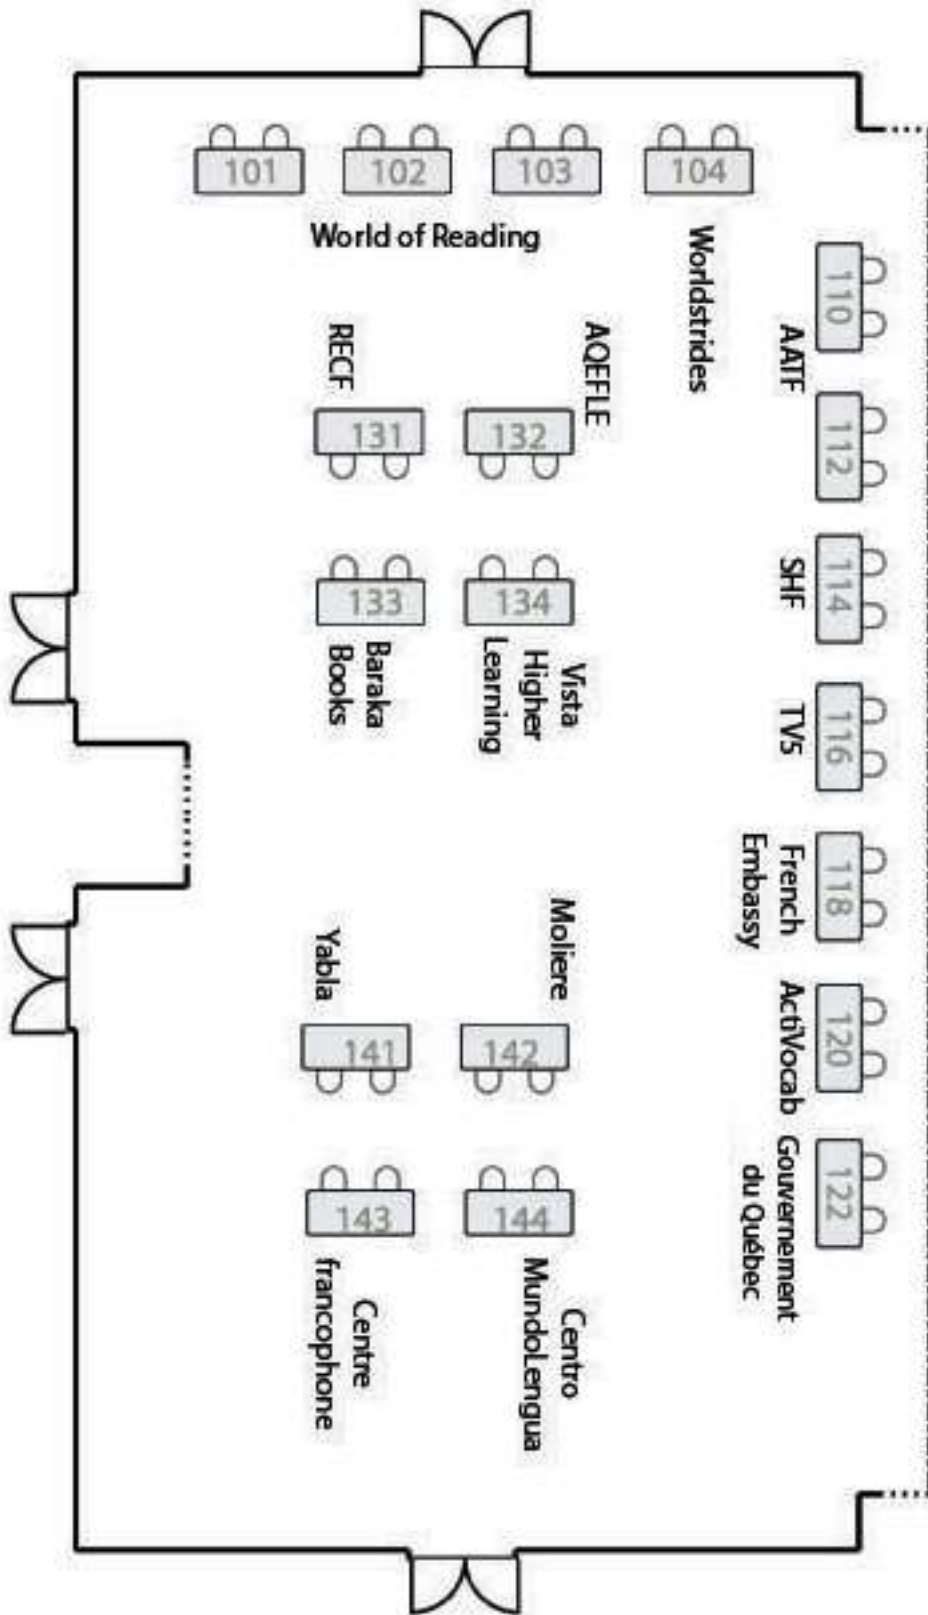 101
102
103
104
World of Reading
Worldstrides
110
AATF
112
RECF
AQEFLE
131
132
114
SHF
133
134
Baraka
Books
Vista
Higher
Learning
116
TV5
118
French
Embassy
Yabla
Moliere
141
142
120
ActiVocab
143
144
122
Gouvernement
du Québec
Centre
francophone
Centro
MundoLengua